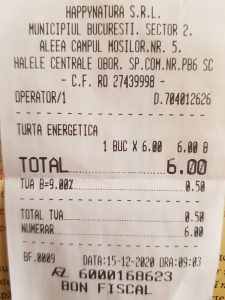 HAPPYNATURA S.R.L.
MUNICIPIUL BUCURESTI, SECTOR 2,
ALEEA CAMPUL MOSILOR,NR. 5,
HALELE CENTRALE OBOR, SP.COM.NR.PB6 SC
- C.F. RO 27439998 -
OPERATOR/1 D.704012626
TURTA ENERGETICA
1 BUC X 6.00 6.00 B
TOTAL 6.00
TVA B=9.00% 0.50
TOTAL TVA 0.50
NUMERAR 6.00
BF.0009 DATA:15-12-2020 ORA:09:03
6000168623
BON FISCAL